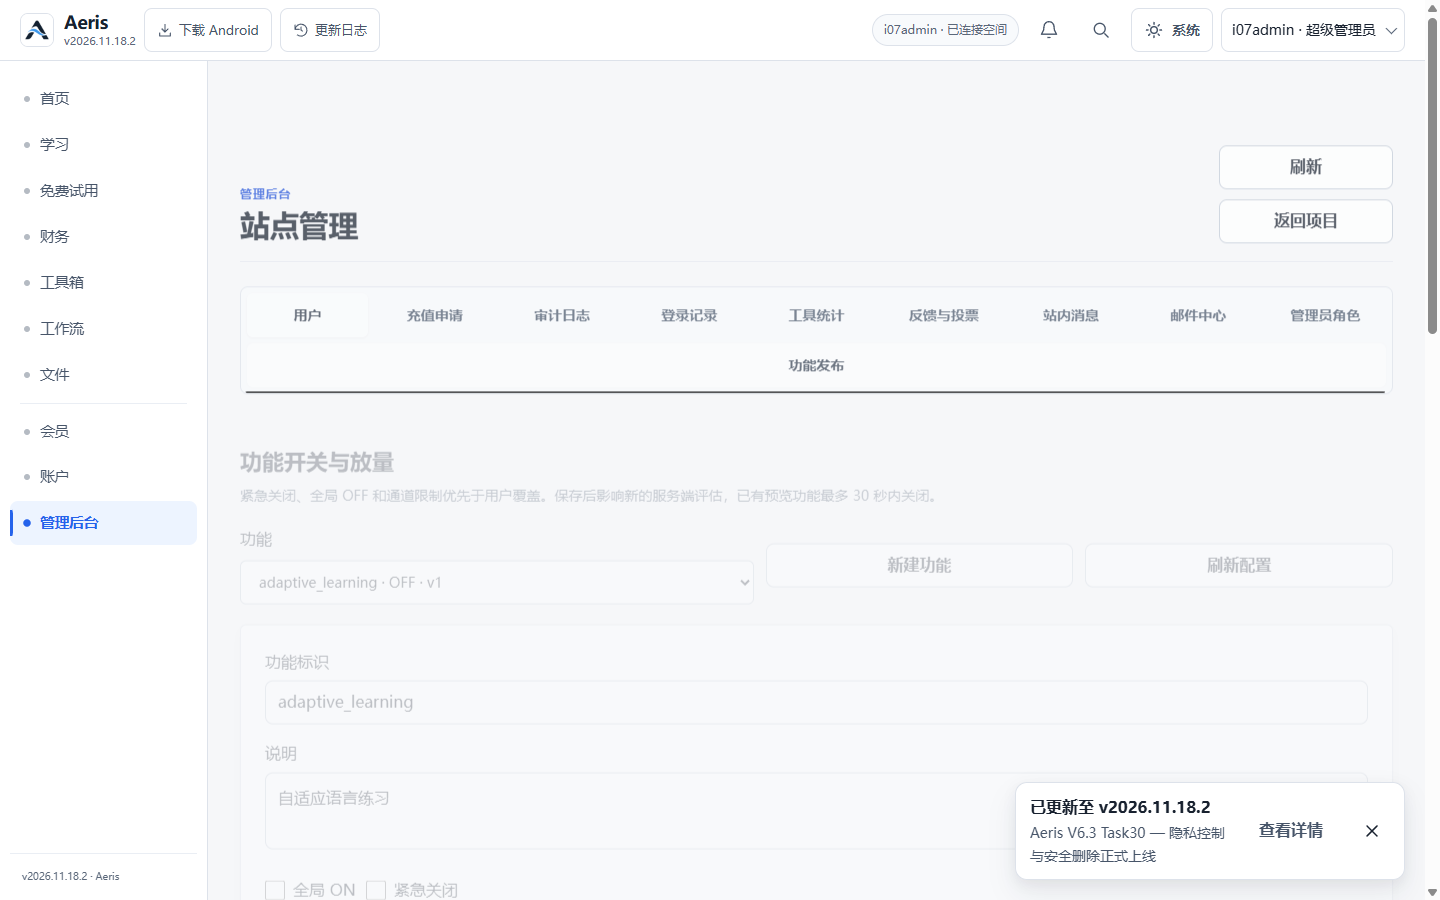 Aeris
v2026.11.18.2
下载 Android
更新日志
i07admin · 已连接空间
系统
i07admin · 超级管理员
首页
学习
免费试用
财务
工具箱
工作流
文件
会员
账户
管理后台
v2026.11.18.2 · Aeris
管理后台
站点管理
刷新
返回项目
用户
充值申请
审计日志
登录记录
工具统计
反馈与投票
站内消息
邮件中心
管理员角色
功能发布
功能开关与放量
紧急关闭、全局 OFF 和通道限制优先于用户覆盖。保存后影响新的服务端评估，已有预览功能最多 30 秒内关闭。
功能
adaptive_learning · OFF · v1
新建功能
刷新配置
功能标识
adaptive_learning
说明
自适应语言练习
全局 ON
紧急关闭
已更新至 v2026.11.18.2
Aeris V6.3 Task30 — 隐私控制
与安全删除正式上线
查看详情